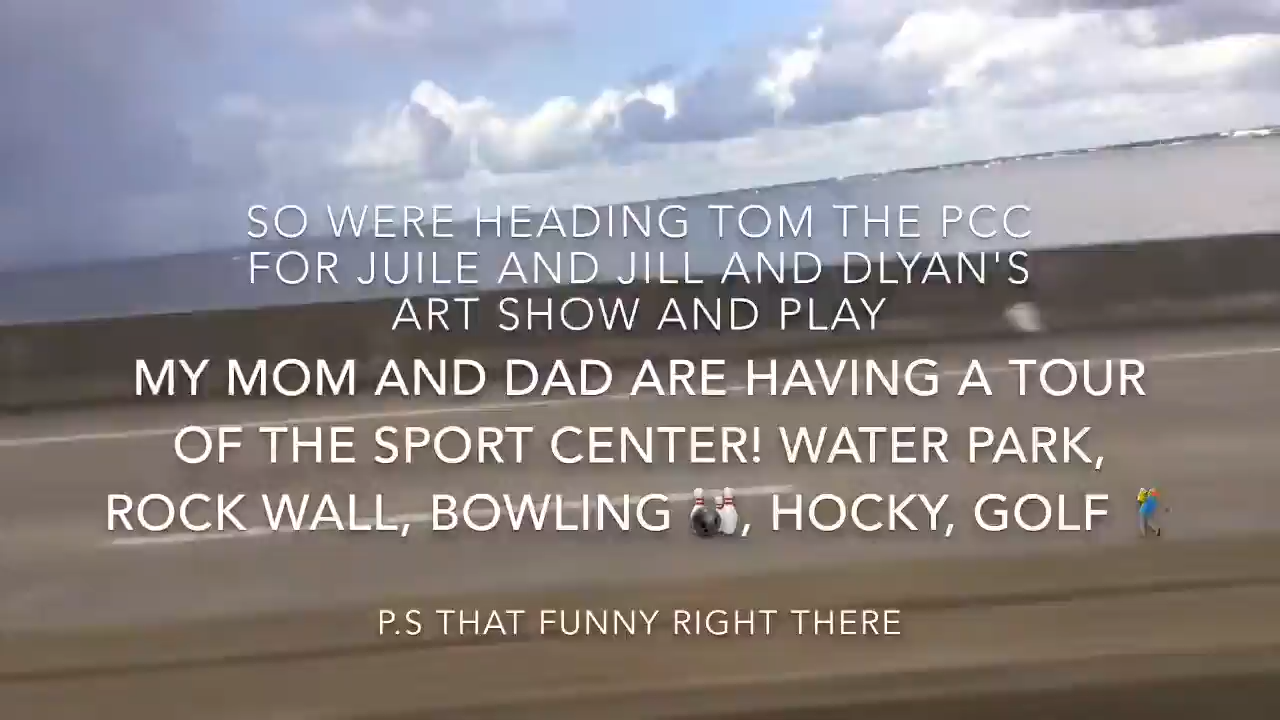 SO WERE HEADING TOM THE PCC
FOR JUILE AND JILL AND DLYAN'S
ART SHOW AND PLAY
MY MOM AND DAD ARE HAVING A TOUR
OF THE SPORT CENTER! WATER PARK,
ROCK WALL, BOWLING 🎳, HOCKY, GOLF 🏌
P.S THAT FUNNY RIGHT THERE